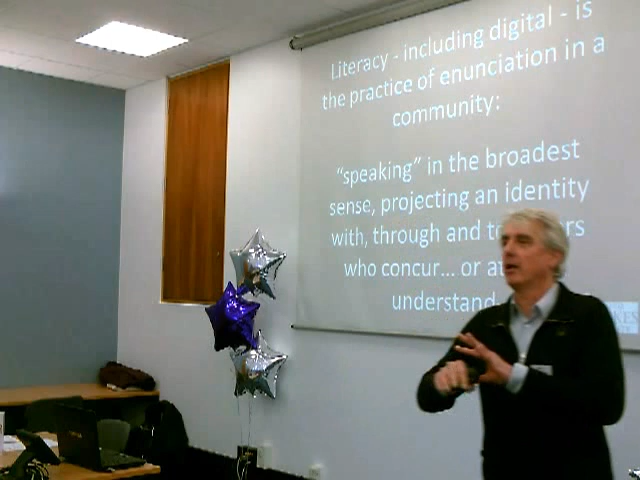 Literacy - including digital - is
the practice of enunciation in a
community:
"speaking" in the broadest
sense, projecting an identity
with, through and to
who concur... or
understand